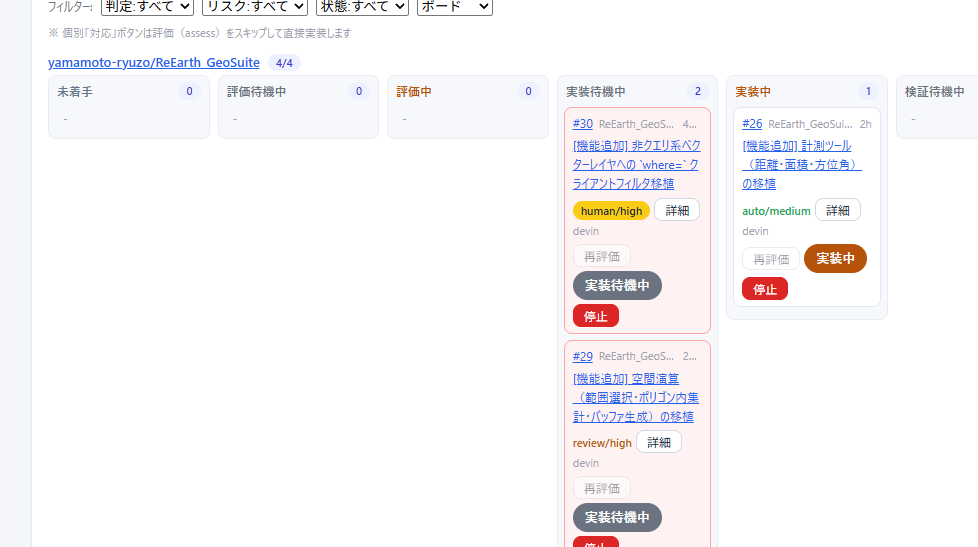 フィルター: 判定:すべて リスク:すべて 状態:すべて ボード
※ 個別「対応」ボタンは評価（assess）をスキップして直接実装します
yamamoto-ryuzo/ReEarth_GeoSuite 4/4
未着手 0
-
評価待機中 0
-
評価中 0
-
実装待機中 2
#30 ReEarth_GeoS... 4...
[機能追加] 非クエリ系ベク
ターレイヤへの `where=` ク
ライアントフィルタ移植
human/high 詳細
devin
再評価
実装待機中
停止
#29 ReEarth_GeoS... 2...
[機能追加] 空間演算
（範囲選択・ポリゴン内集
計・バッファ生成）の移植
review/high 詳細
devin
再評価
実装待機中
停止
実装中 1
#26 ReEarth_GeoSui... 2h
[機能追加] 計測ツール
（距離・面積・方位角）
の移植
auto/medium 詳細
devin
再評価 実装中
停止
検証待機中
-